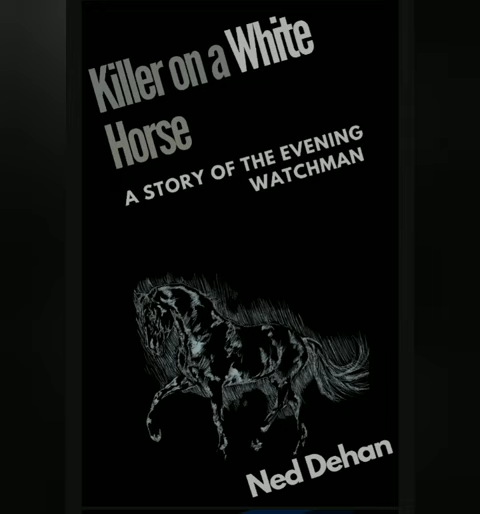 Killer on a White
Horse
A STORY OF THE EVENING
WATCHMAN
Ned Dehan